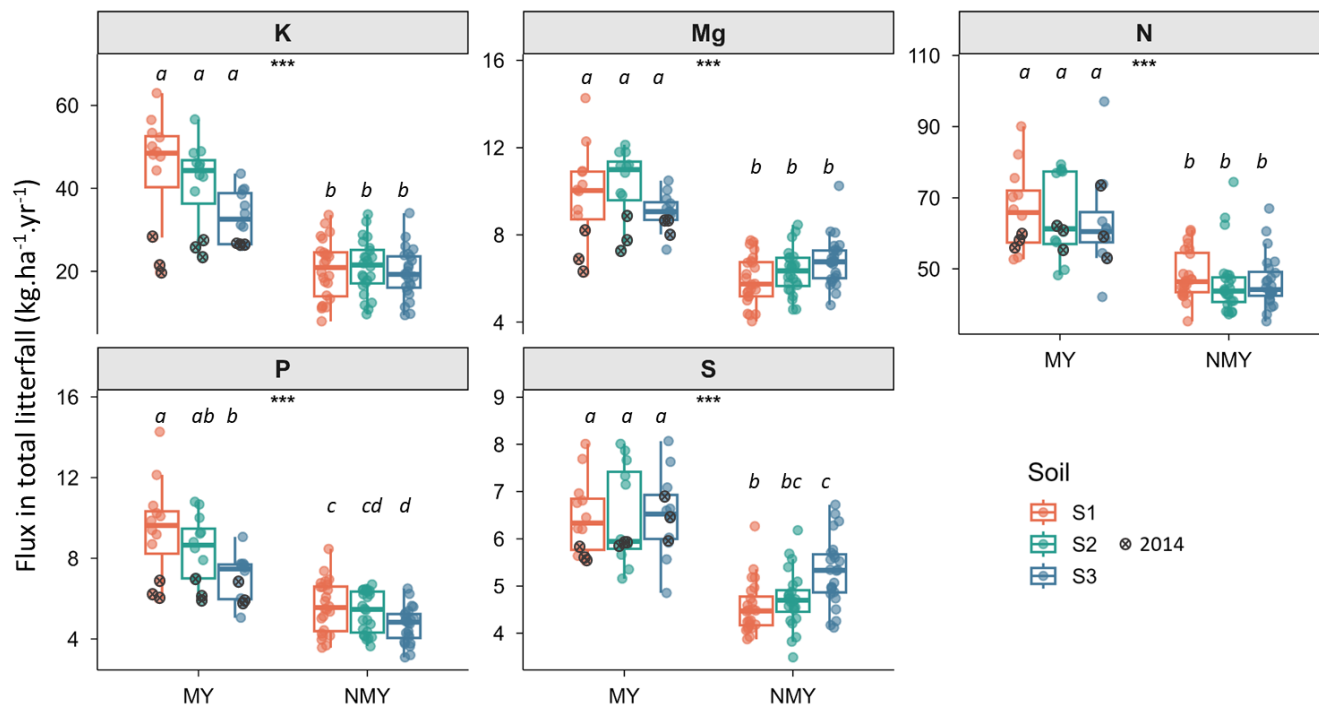 K
Mg
N
***
a a a
b b b
60
40
20
***
a a a
b b b
16
12
8
4
***
a a a
b b b
110
90
70
50
MY NMY
P
S
***
a ab b
c cd d
16
12
8
4
MY NMY
***
a a a
b bc c
9
8
7
6
5
4
MY NMY
Flux in total litterfall (kg.ha⁻¹.yr⁻¹)
Soil
S1
S2
S3
2014